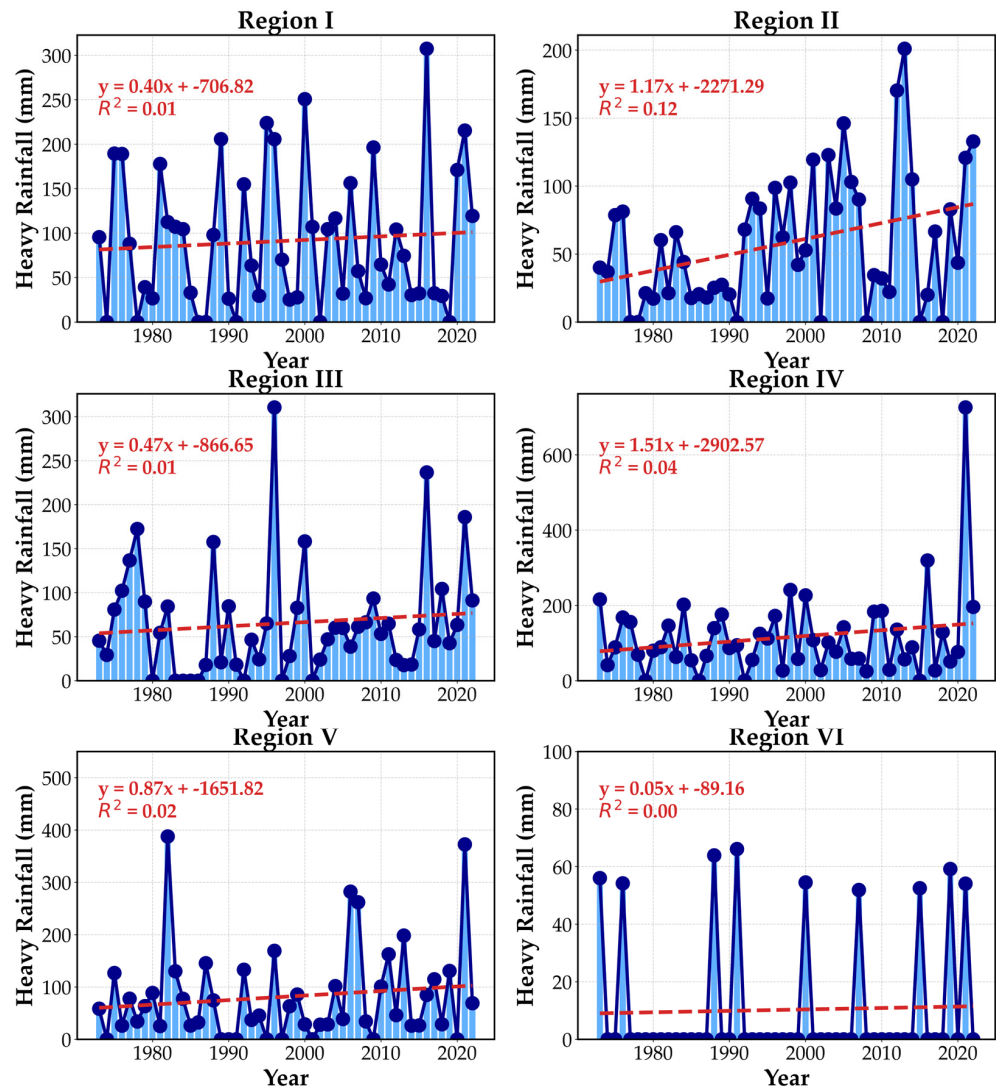 Region I
Heavy Rainfall (mm)
300
250
200
150
100
50
0
y = 0.40x + -706.82
R² = 0.01
1980 1990 2000 2010 2020
Year
Region II
Heavy Rainfall (mm)
200
150
100
50
0
y = 1.17x + -2271.29
R² = 0.12
1980 1990 2000 2010 2020
Year
Region III
Heavy Rainfall (mm)
300
250
200
150
100
50
0
y = 0.47x + -866.65
R² = 0.01
1980 1990 2000 2010 2020
Year
Region IV
Heavy Rainfall (mm)
600
400
200
0
y = 1.51x + -2902.57
R² = 0.04
1980 1990 2000 2010 2020
Year
Region V
Heavy Rainfall (mm)
500
400
300
200
100
0
y = 0.87x + -1651.82
R² = 0.02
1980 1990 2000 2010 2020
Year
Region VI
Heavy Rainfall (mm)
100
80
60
40
20
0
y = 0.05x + -89.16
R² = 0.00
1980 1990 2000 2010 2020
Year